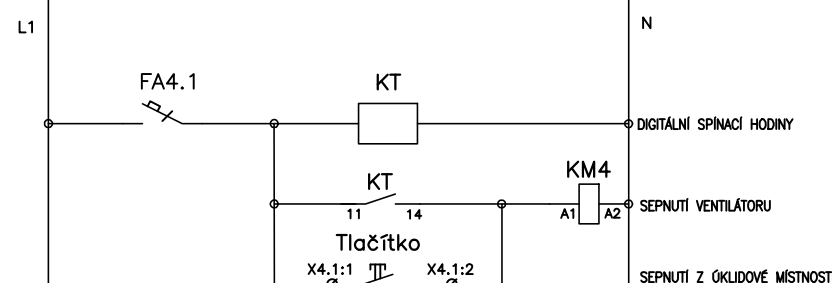 L1
N
FA4.1
KT
DIGITÁLNÍ SPÍNACÍ HODINY
KM4
KT
11
14
A1
A2
SEPNUTÍ VENTILÁTORU
Tlačítko
X4.1:1
X4.1:2
SEPNUTÍ Z ÚKLIDOVÉ MÍSTNOST